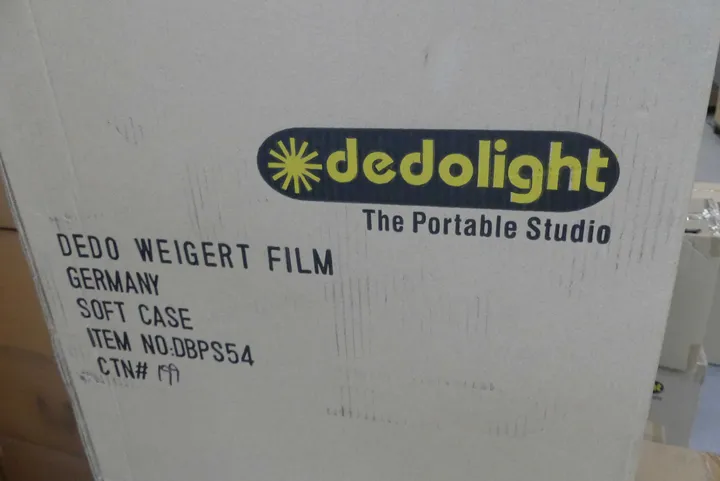 dedolight
The Portable Studio
DEDO WEIGERT FILM
GERMANY
SOFT CASE
ITEM NO:DBPS54
CTN#